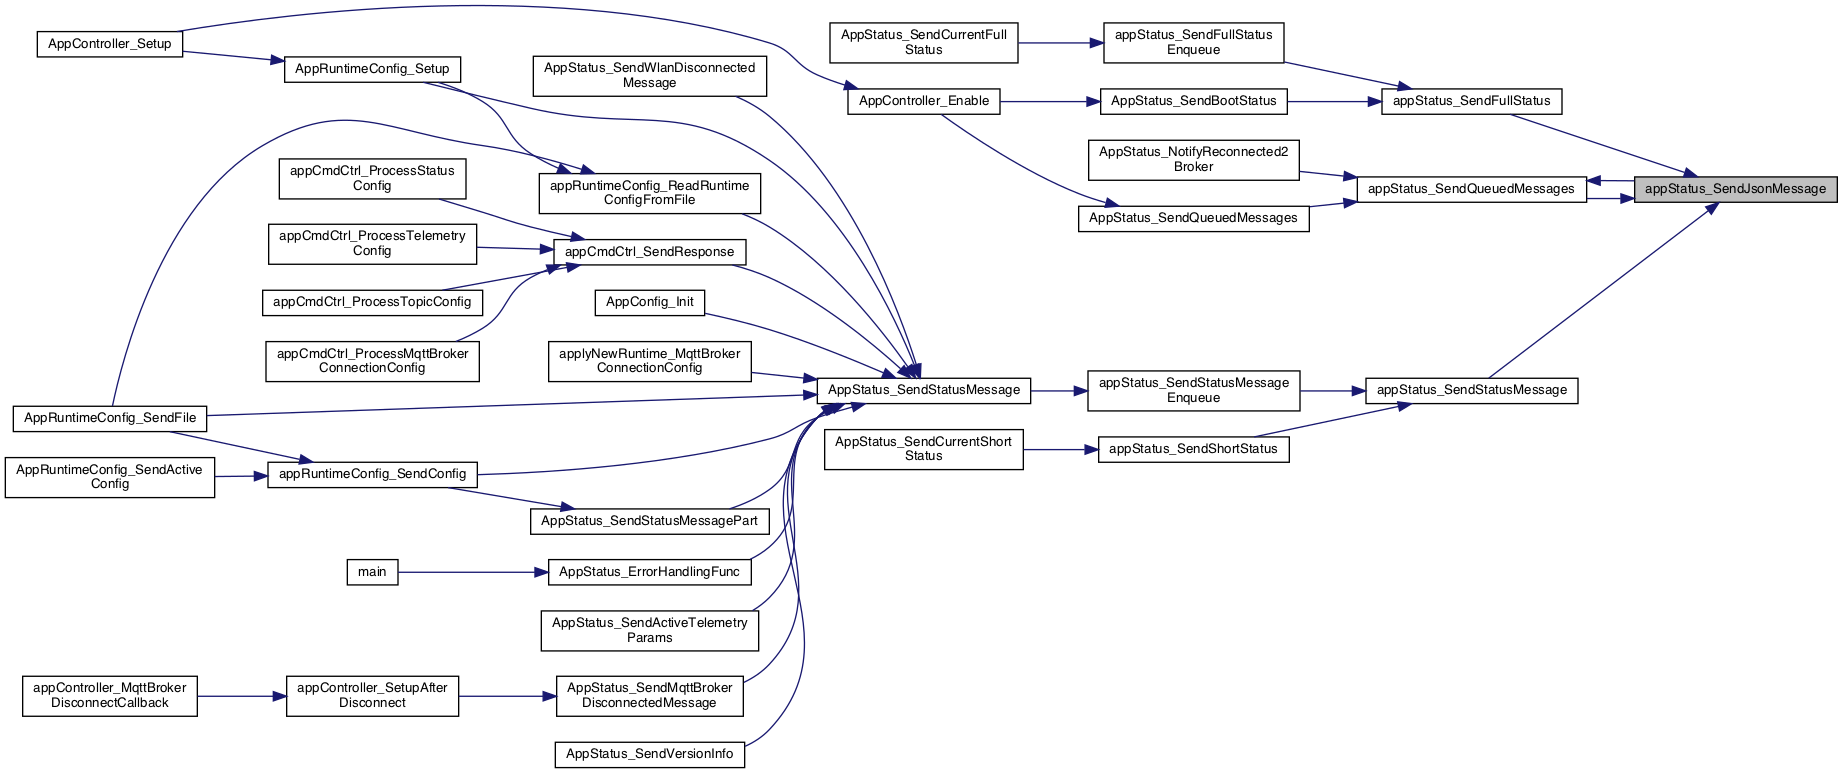 AppController_Setup
AppRuntimeConfig_Setup
AppStatus_SendWlanDisconnected
Message
AppStatus_SendCurrentFull
Status
appStatus_SendFullStatus
Enqueue
AppController_Enable
AppStatus_SendBootStatus
appStatus_SendFullStatus
AppStatus_NotifyReconnected2
Broker
appStatus_SendQueuedMessages
appStatus_SendJsonMessage
AppStatus_SendQueuedMessages
appCmdCtrl_ProcessStatus
Config
appRuntimeConfig_ReadRuntime
ConfigFromFile
appCmdCtrl_ProcessTelemetry
Config
appCmdCtrl_SendResponse
appCmdCtrl_ProcessTopicConfig
AppConfig_Init
appCmdCtrl_ProcessMqttBroker
ConnectionConfig
applyNewRuntime_MqttBroker
ConnectionConfig
AppStatus_SendStatusMessage
appStatus_SendStatusMessage
Enqueue
appStatus_SendStatusMessage
AppRuntimeConfig_SendFile
AppStatus_SendCurrentShort
Status
appStatus_SendShortStatus
AppRuntimeConfig_SendActive
Config
appRuntimeConfig_SendConfig
AppStatus_SendStatusMessagePart
main
AppStatus_ErrorHandlingFunc
AppStatus_SendActiveTelemetry
Params
appController_MqttBroker
DisconnectCallback
appController_SetupAfter
Disconnect
AppStatus_SendMqttBroker
DisconnectedMessage
AppStatus_SendVersionInfo